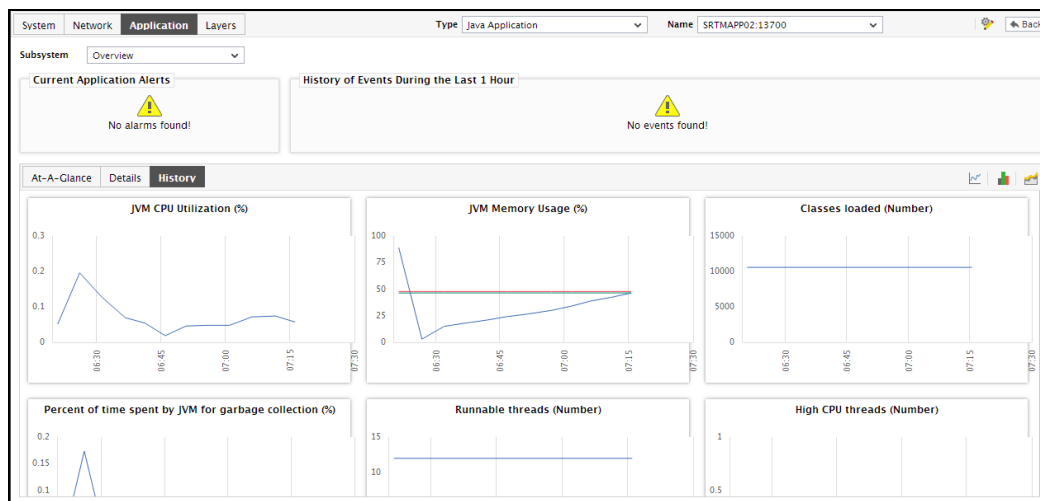 System Network Application Layers Type Java Application Name SRTMAPP02:13700 Back
Subsystem Overview
Current Application Alerts History of Events During the Last 1 Hour
No alarms found! No events found!
At-A-Glance Details History
JVM CPU Utilization (%) JVM Memory Usage (%) Classes loaded (Number)
0.3 100 15000
75
0.2 10000
50
0.1 5000
25
0 0 0
06:30 06:45 07:00 07:15 07:30 06:30 06:45 07:00 07:15 07:30 06:30 06:45 07:00 07:15 07:30
Percent of time spent by JVM for garbage collection (%) Runnable threads (Number) High CPU threads (Number)
0.2 15 1
0.15 10
0.1 0.5